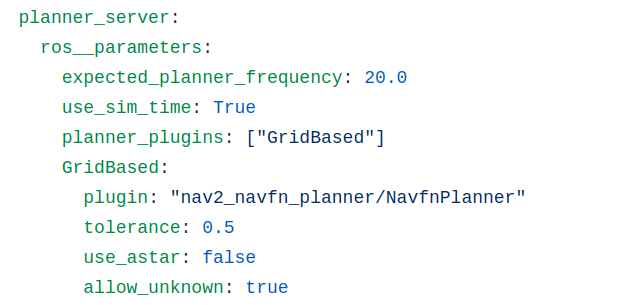 planner_server:
ros__parameters:
expected_planner_frequency: 20.0
use_sim_time: True
planner_plugins: ["GridBased"]
GridBased:
plugin: "nav2_navfn_planner/NavfnPlanner"
tolerance: 0.5
use_astar: false
allow_unknown: true